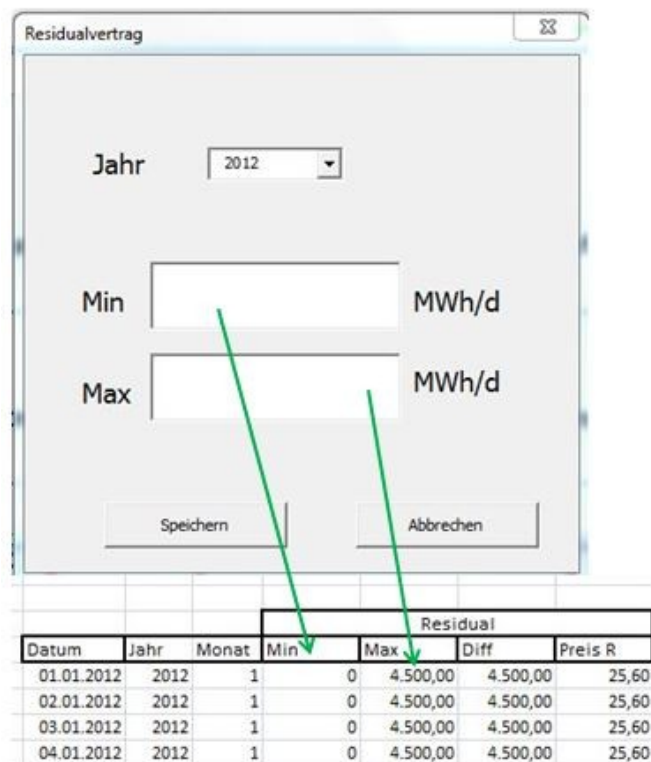 Residualvertrag
Jahr 2012
Min MWh/d
Max MWh/d
Speichern Abbrechen
Residual
Datum Jahr Monat Min Max Diff Preis R
01.01.2012 2012 1 0 4.500,00 4.500,00 25,60
02.01.2012 2012 1 0 4.500,00 4.500,00 25,60
03.01.2012 2012 1 0 4.500,00 4.500,00 25,60
04.01.2012 2012 1 0 4.500,00 4.500,00 25,60